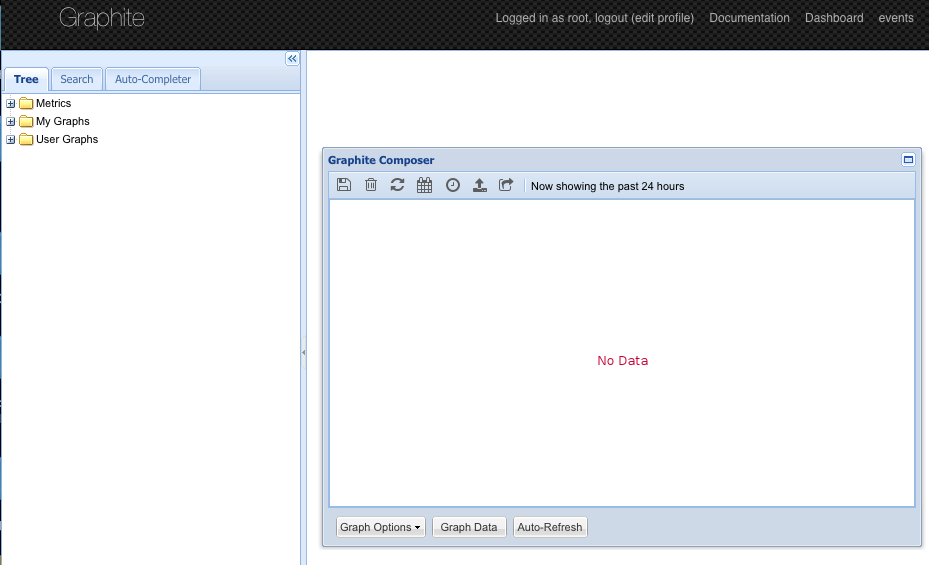 Graphite
Logged in as root, logout (edit profile) Documentation Dashboard events
Tree Search Auto-Completer
Metrics
My Graphs
User Graphs
Graphite Composer
Now showing the past 24 hours
No Data
Graph Options Graph Data Auto-Refresh